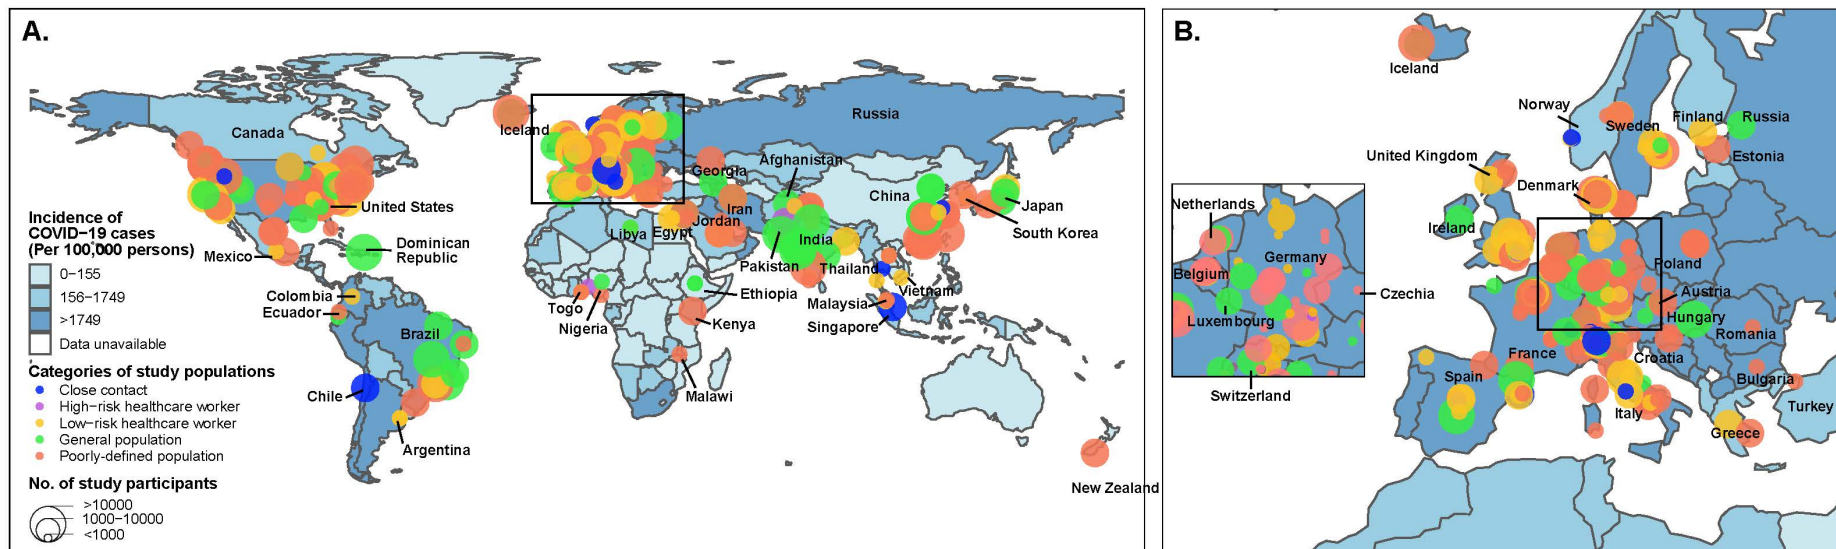 A.
Canada
Iceland
Russia
Georgia
Afghanistan
China
Japan
South Korea
United States
Iran
Jordan
Libya
Egypt
India
Pakistan
Thailand
Vietnam
Mexico
Dominican
Republic
Colombia
Ecuador
Togo
Nigeria
Ethiopia
Kenya
Malaysia
Singapore
Brazil
Chile
Malawi
Argentina
New Zealand
Incidence of
COVID−19 cases
(Per 100,000 persons)
0−155
156−1749
>1749
Data unavailable
Categories of study populations
Close contact
High−risk healthcare worker
Low−risk healthcare worker
General population
Poorly−defined population
No. of study participants
>10000
1000−10000
<1000
B.
Iceland
Norway
Sweden
Finland
Russia
United Kingdom
Estonia
Denmark
Netherlands
Ireland
Germany
Belgium
Poland
Czechia
Austria
Luxembourg
Hungary
Romania
France
Croatia
Switzerland
Spain
Bulgaria
Italy
Turkey
Greece